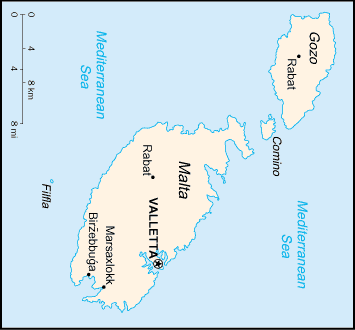 Gozo
Rabat
Comino
Mediterranean
Sea
Mediterranean
Sea
Malta
Rabat
VALLETTA
Marsaxlokk
Birżebbuġa
Filfla
0 4 8 km
0 4 8 mi